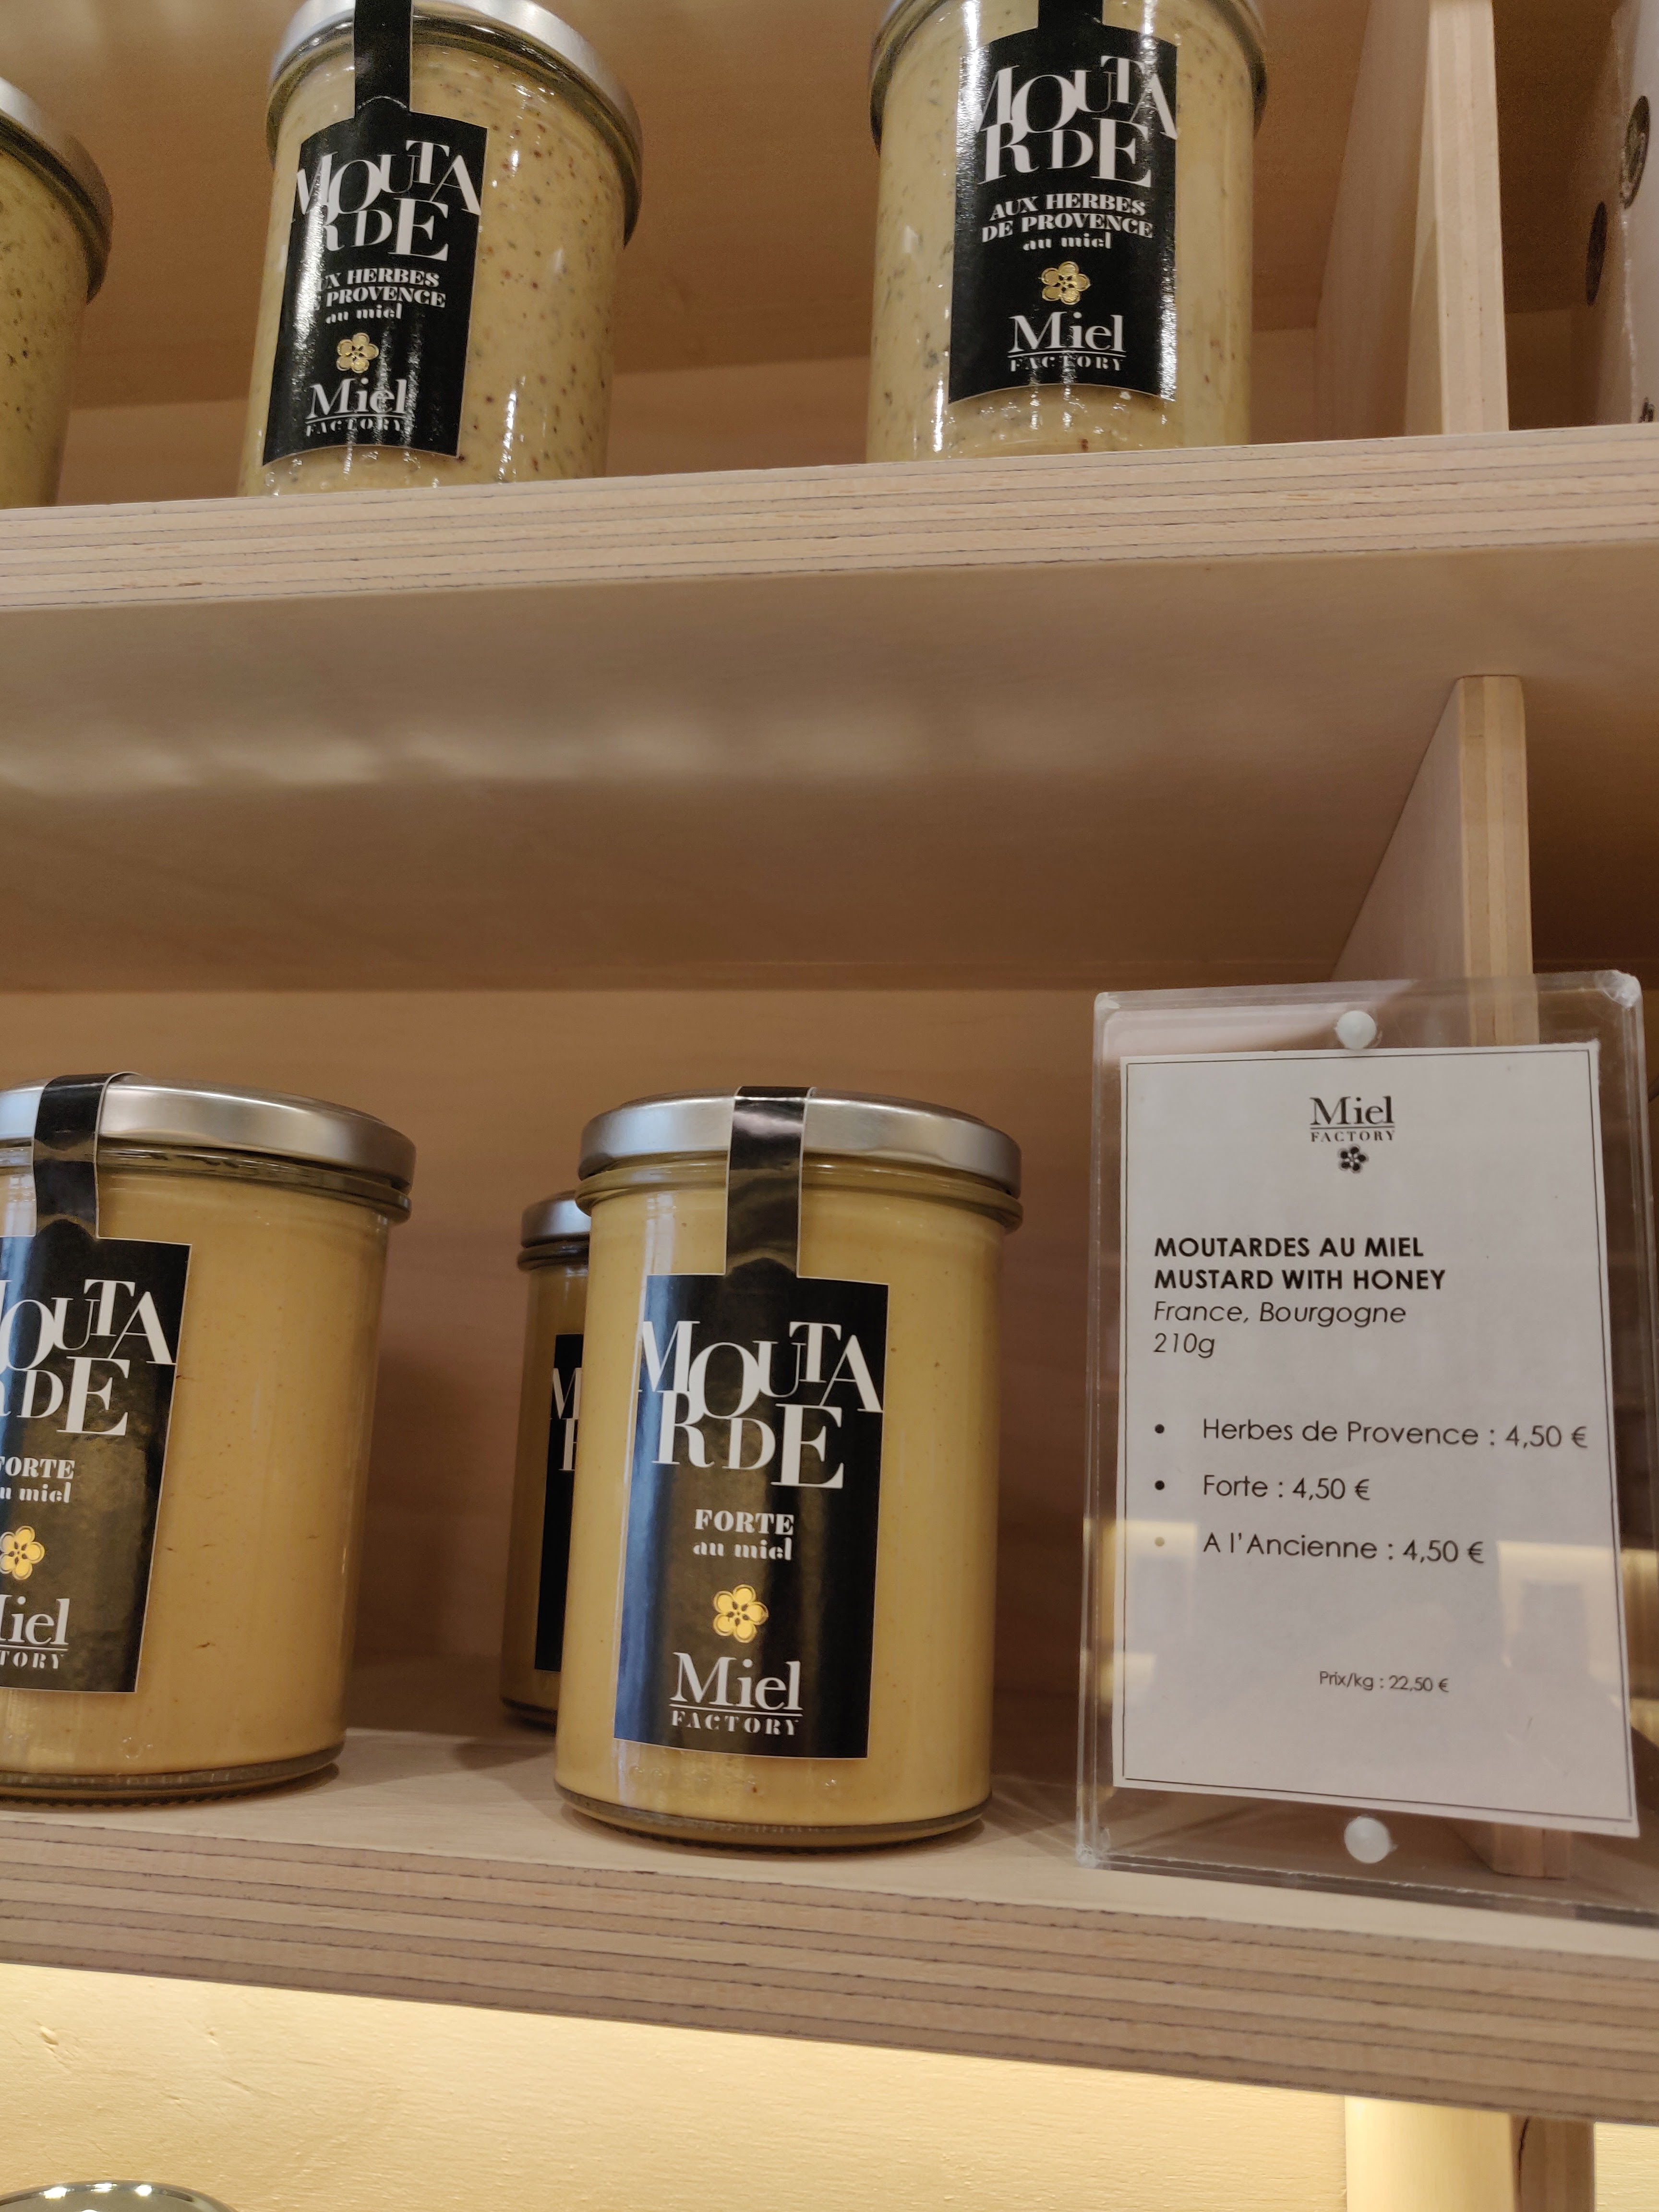 MOUTA
RDE
AUX HERBES
DE PROVENCE
au miel
Miel
FACTORY
MOUTA
RDE
AUX HERBES
DE PROVENCE
au miel
Miel
FACTORY
MOUTA
RDE
FORTE
au miel
Miel
FACTORY
MOUTA
RDE
FORTE
au miel
Miel
FACTORY
Miel
FACTORY
MOUTARDES AU MIEL
MUSTARD WITH HONEY
France, Bourgogne
210g
• Herbes de Provence : 4,50 €
• Forte : 4,50 €
• A l'Ancienne : 4,50 €
Prix/kg : 22,50 €